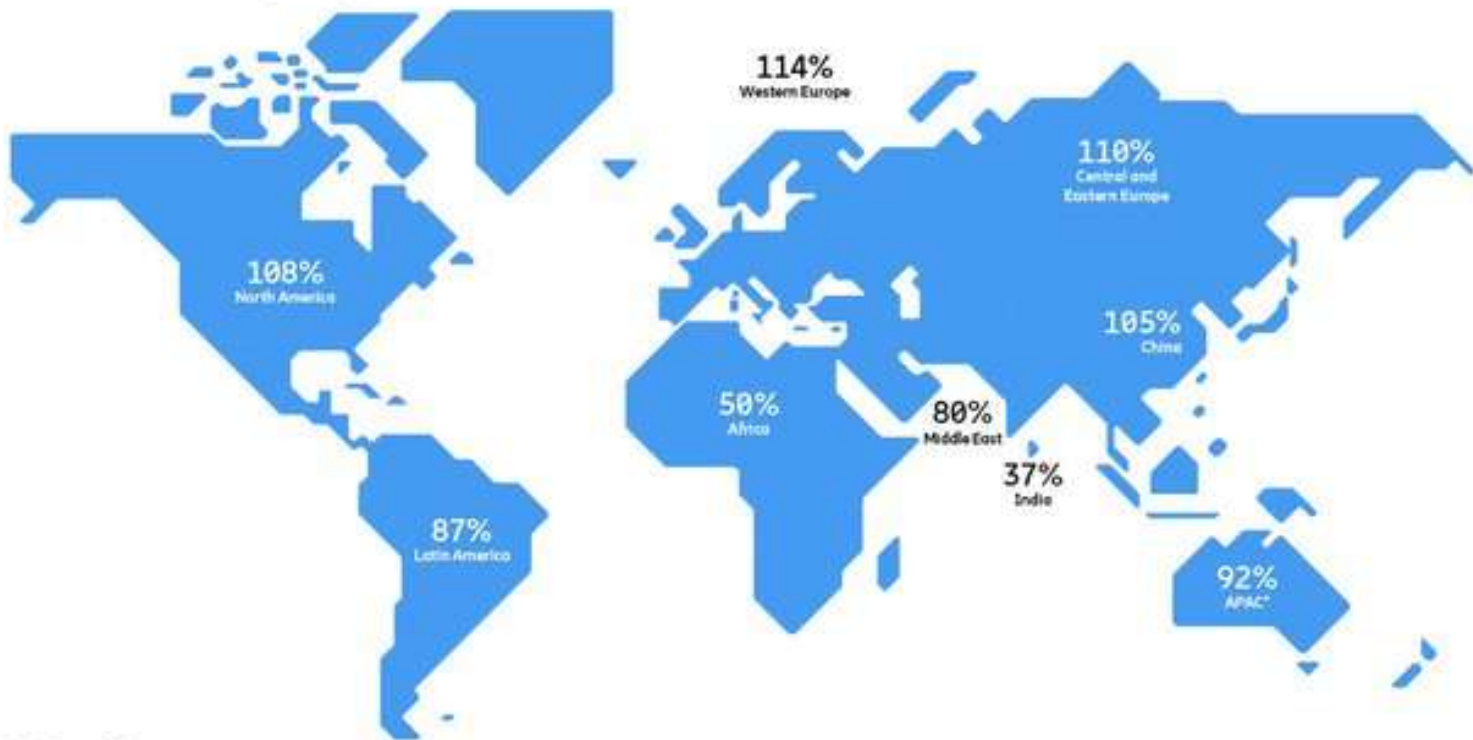 114%
Western Europe
110%
Central and
Eastern Europe
108%
North America
105%
China
50%
Africa
80%
Middle East
37%
India
87%
Latin America
92%
APAC*